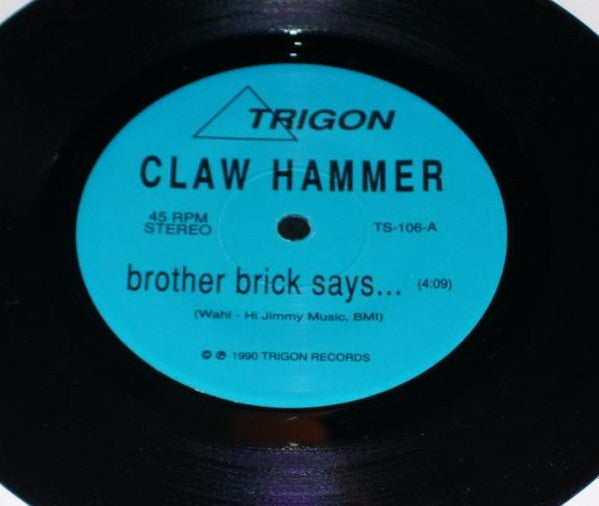 TRIGON
CLAW HAMMER
45 RPM
STEREO
TS-106-A
brother brick says... (4:09)
(Wahl - Hi Jimmy Music, BMI)
© ℗ 1990 TRIGON RECORDS